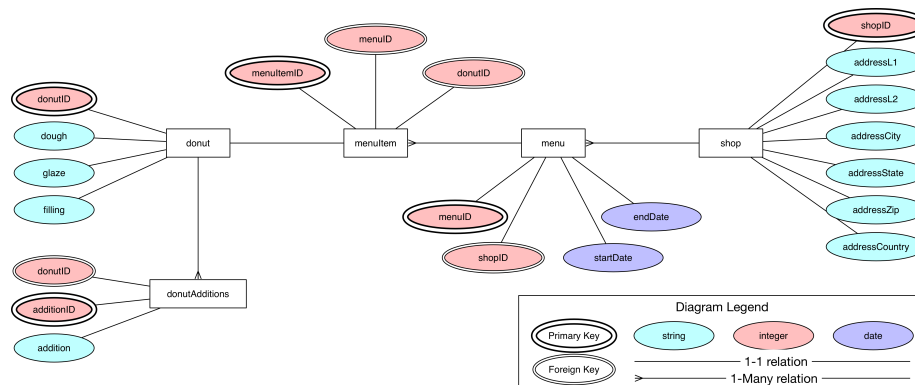 shopID
menuID
addressL1
menuItemID
donutID
donutID
addressL2
dough
addressCity
donut
menuItem
menu
shop
glaze
addressState
filling
addressZip
menuID
endDate
addressCountry
shopID
startDate
donutID
donutAdditions
additionID
addition
Diagram Legend
Primary Key
string
integer
date
Foreign Key
1-1 relation
1-Many relation